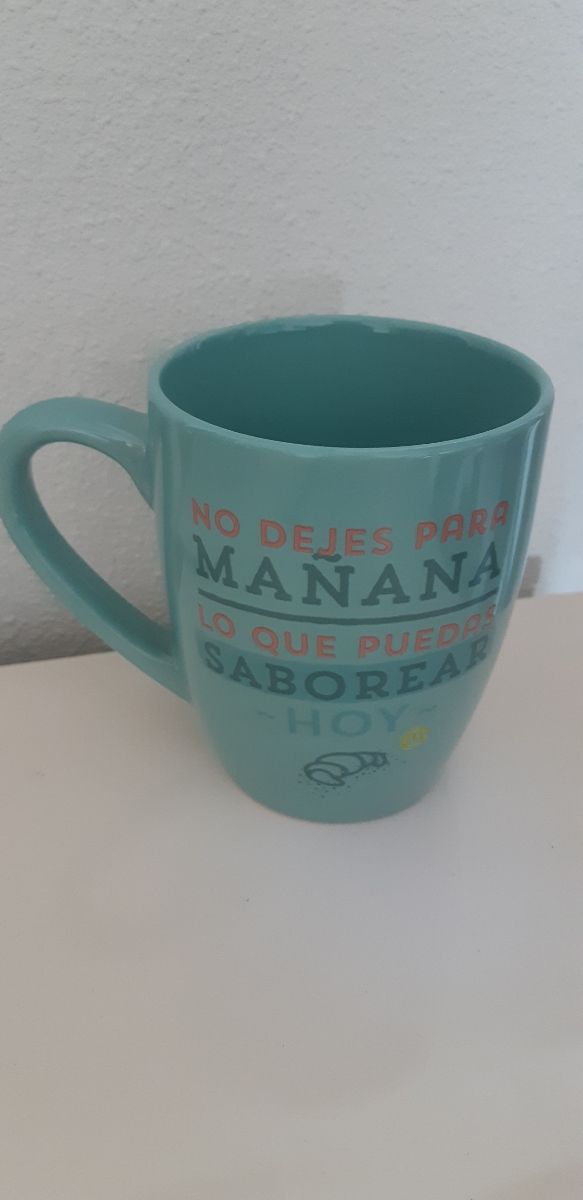 NO DEJES PARA
MAÑANA
LO QUE PUEDAS
SABOREAR
~HOY~